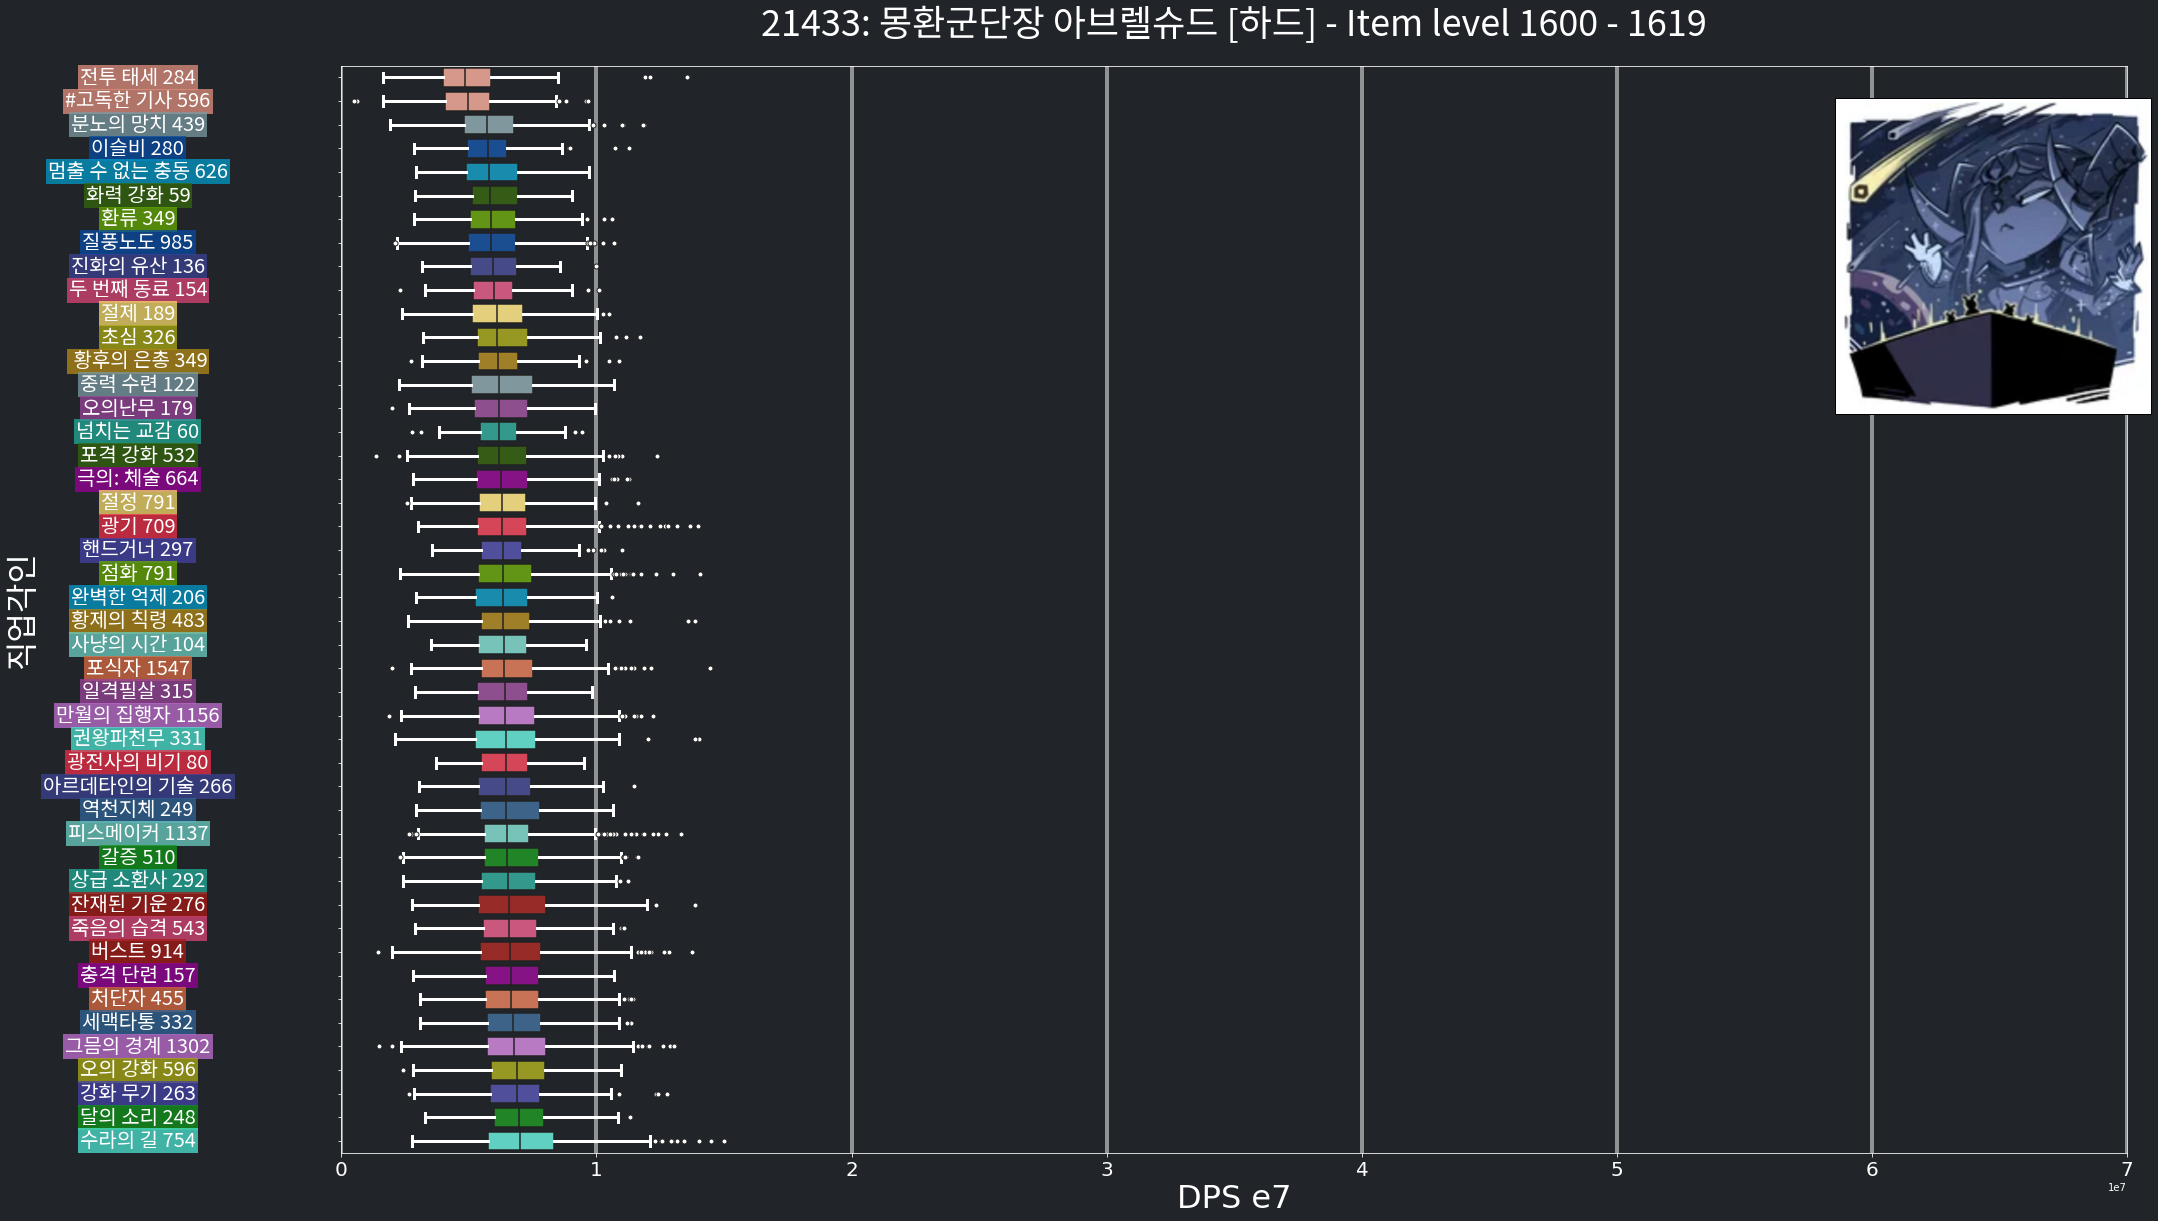 21433: 몽환군단장 아브렐슈드 [하드] - Item level 1600 - 1619
전투 태세 284
#고독한 기사 596
분노의 망치 439
이슬비 280
멈출 수 없는 충동 626
화력 강화 59
환류 349
질풍노도 985
진화의 유산 136
두 번째 동료 154
절제 189
초심 326
황후의 은총 349
중력 수련 122
오의난무 179
넘치는 교감 60
포격 강화 532
극의: 체술 664
절정 791
광기 709
핸드거너 297
점화 791
완벽한 억제 206
황제의 칙령 483
사냥의 시간 104
포식자 1547
일격필살 315
만월의 집행자 1156
권왕파천무 331
광전사의 비기 80
아르데타인의 기술 266
역천지체 249
피스메이커 1137
갈증 510
상급 소환사 292
잔재된 기운 276
죽음의 습격 543
버스트 914
충격 단련 157
처단자 455
세맥타통 332
그믐의 경계 1302
오의 강화 596
강화 무기 263
달의 소리 248
수라의 길 754
직업각인
0 1 2 3 4 5 6 7
1e7
DPS e7